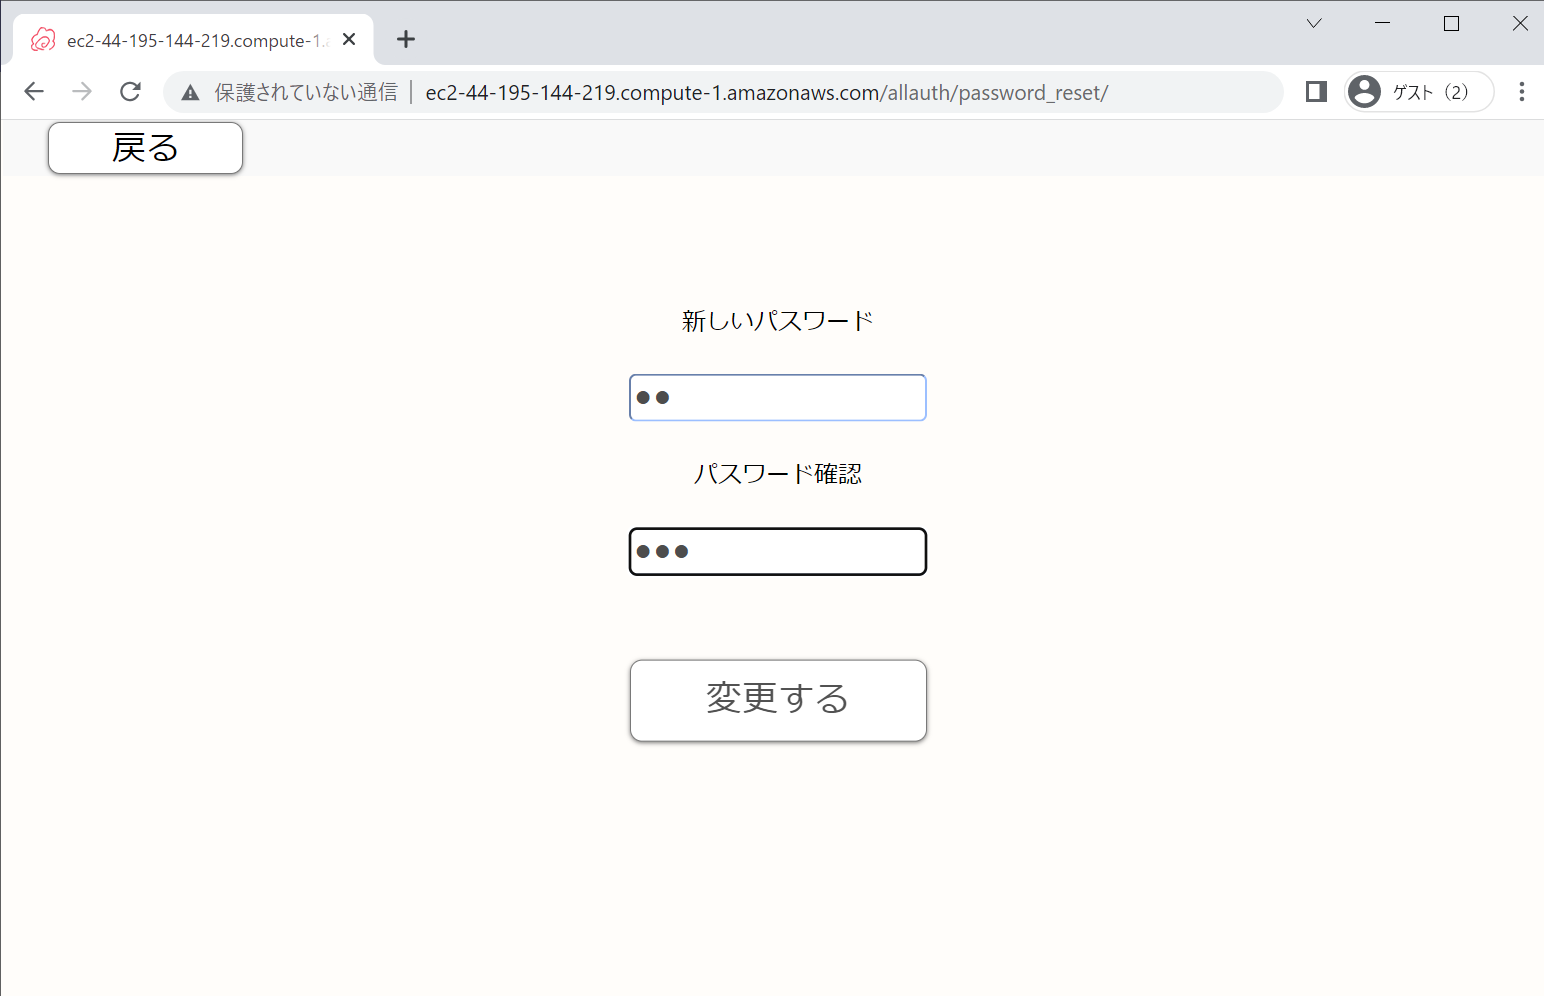 ec2-44-195-144-219.compute-1.a
保護されていない通信 ec2-44-195-144-219.compute-1.amazonaws.com/allauth/password_reset/ ゲスト（2）
戻る
新しいパスワード
パスワード確認
変更する